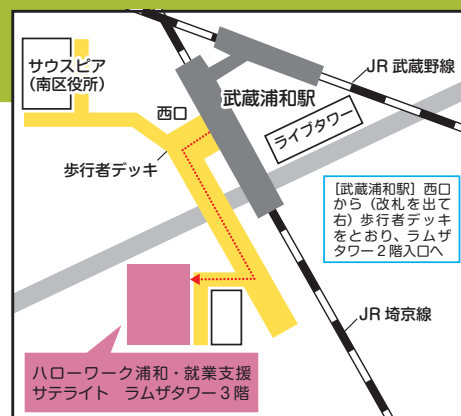 サウスピア
（南区役所）
JR 武蔵野線
西口
武蔵浦和駅
ライブタワー
歩行者デッキ
［武蔵浦和駅］西口
から（改札を出て
右）歩行者デッキ
をとおり、ラムザ
タワー２階入口へ
JR 埼京線
ハローワーク浦和・就業支援
サテライト　ラムザタワー３階